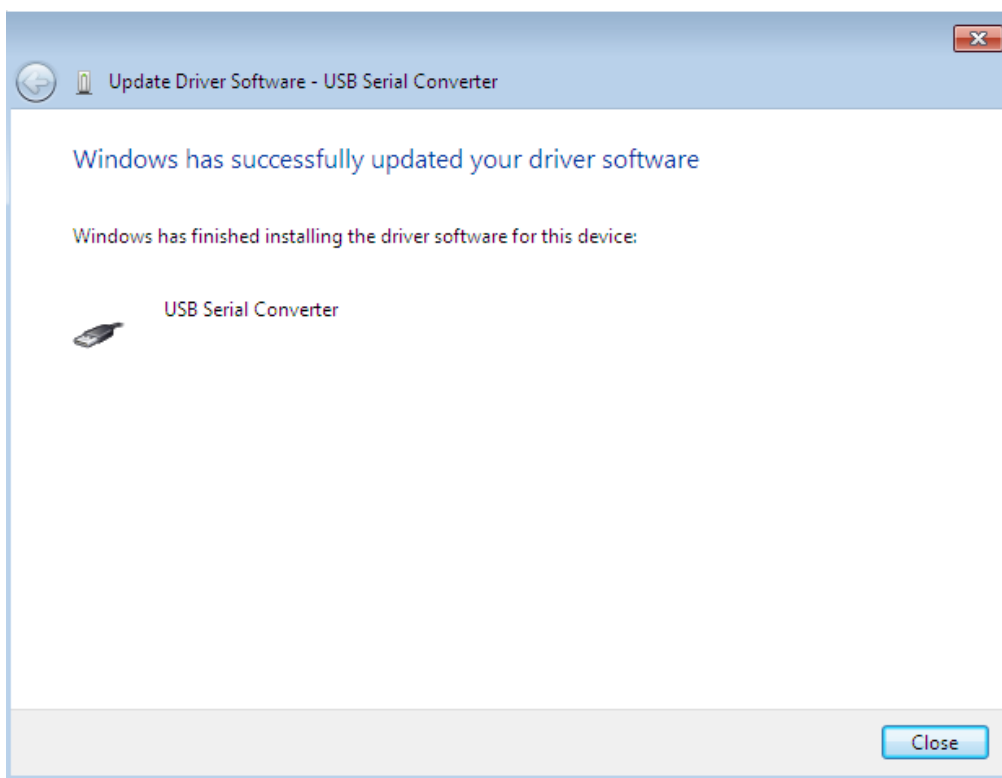 Update Driver Software - USB Serial Converter
Windows has successfully updated your driver software
Windows has finished installing the driver software for this device:
USB Serial Converter
Close